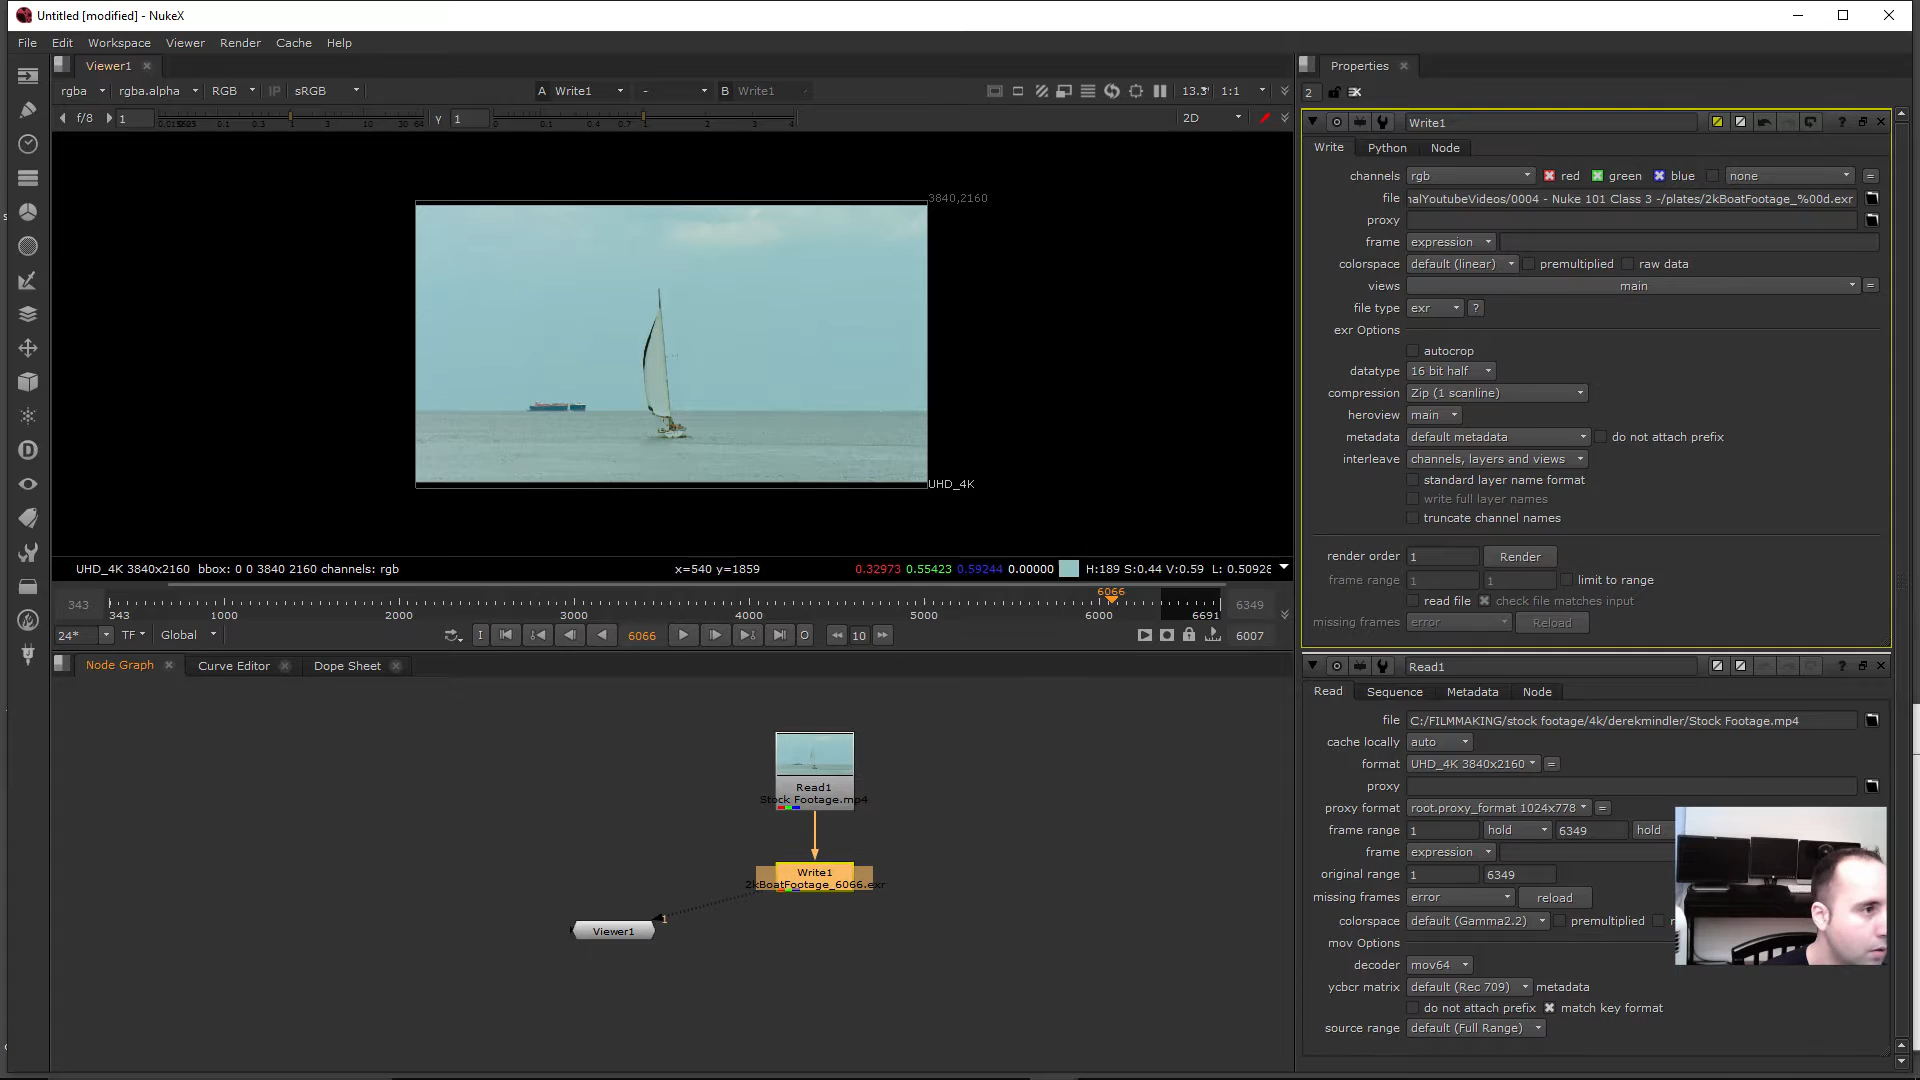 Untitled [modified] - NukeX
File Edit Workspace Viewer Render Cache Help
Viewer1
rgba rgba.alpha RGB IP sRGB A Write1 - B Write1 13.3 1:1
f/8 1 Y 1 2D
3840,2160
UHD_4K
UHD_4K 3840x2160 bbox: 0 0 3840 2160 channels: rgb x=540 y=1859 0.32973 0.55423 0.59244 0.00000 H:189 S:0.44 V:0.59 L: 0.50928
343 343 1000 2000 3000 4000 5000 6000 6066 6691 6349
24* TF Global I 6066 O 10 6007
Node Graph Curve Editor Dope Sheet
Read1
Stock Footage.mp4
Write1
2kBoatFootage_6066.exr
1
Viewer1
Properties
2
Write1
Write Python Node
channels rgb red green blue none =
file nalYoutubeVideos/0004 - Nuke 101 Class 3 -/plates/2kBoatFootage_%00d.exr
proxy
frame expression
colorspace default (linear) premultiplied raw data
views main =
file type exr ?
exr Options
autocrop
datatype 16 bit half
compression Zip (1 scanline)
heroview main
metadata default metadata do not attach prefix
interleave channels, layers and views
standard layer name format
write full layer names
truncate channel names
render order 1 Render
frame range 1 1 limit to range
read file check file matches input
missing frames error Reload
Read1
Read Sequence Metadata Node
file C:/FILMMAKING/stock footage/4k/derekmindler/Stock Footage.mp4
cache locally auto
format UHD_4K 3840x2160 =
proxy
proxy format root.proxy_format 1024x778 =
frame range 1 hold 6349 hold
frame expression
original range 1 6349
missing frames error reload
colorspace default (Gamma2.2) premultiplied
mov Options
decoder mov64
ycbcr matrix default (Rec 709) metadata
do not attach prefix match key format
source range default (Full Range)